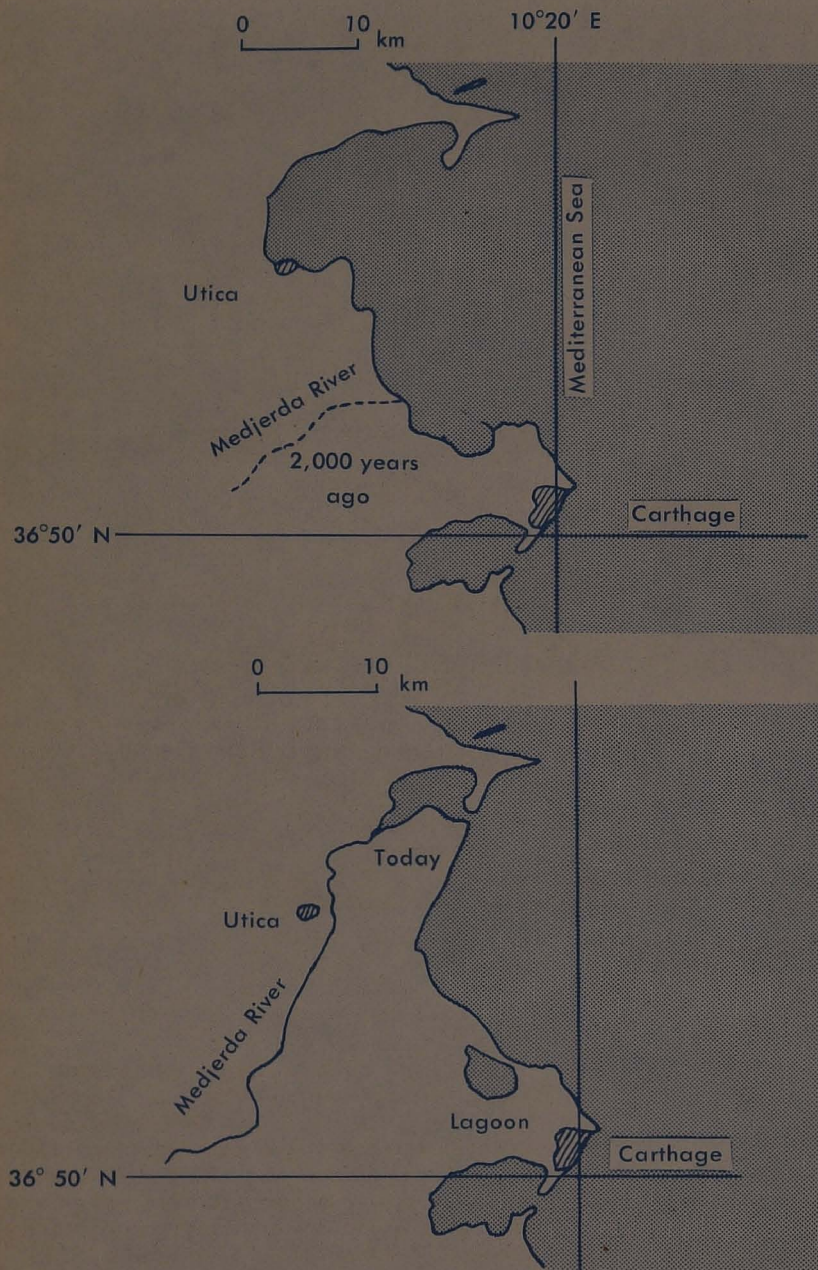 0 10 km
10°20′ E
Mediterranean Sea
Utica
Medjerda River
2,000 years
ago
Carthage
36°50′ N
0 10 km
Today
Utica
Medjerda River
Lagoon
Carthage
36° 50′ N